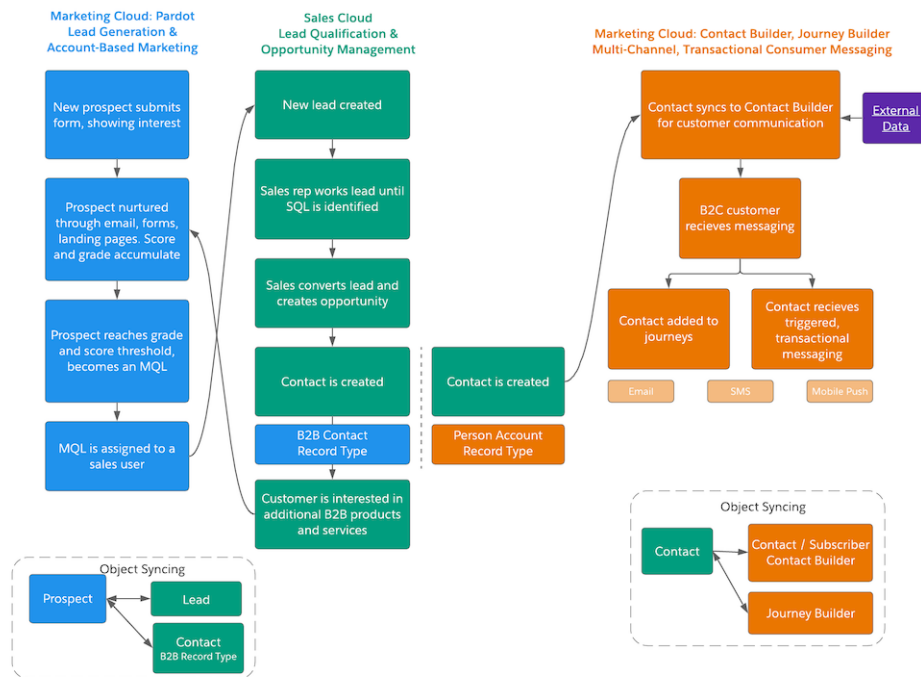 Marketing Cloud: Pardot
Lead Generation &
Account-Based Marketing
New prospect submits
form, showing interest
Prospect nurtured
through email, forms,
landing pages. Score
and grade accumulate
Prospect reaches grade
and score threshold,
becomes an MQL
MQL is assigned to a
sales user
Sales Cloud
Lead Qualification &
Opportunity Management
New lead created
Sales rep works lead until
SQL is identified
Sales converts lead and
creates opportunity
Contact is created
B2B Contact
Record Type
Customer is interested in
additional B2B products
and services
Contact is created
Person Account
Record Type
Marketing Cloud: Contact Builder, Journey Builder
Multi-Channel, Transactional Consumer Messaging
Contact syncs to Contact Builder
for customer communication
External
Data
B2C customer
recieves messaging
Contact added to
journeys
Contact recieves
triggered,
transactional
messaging
Email
SMS
Mobile Push
Object Syncing
Prospect
Lead
Contact
B2B Record Type
Object Syncing
Contact
Contact / Subscriber
Contact Builder
Journey Builder